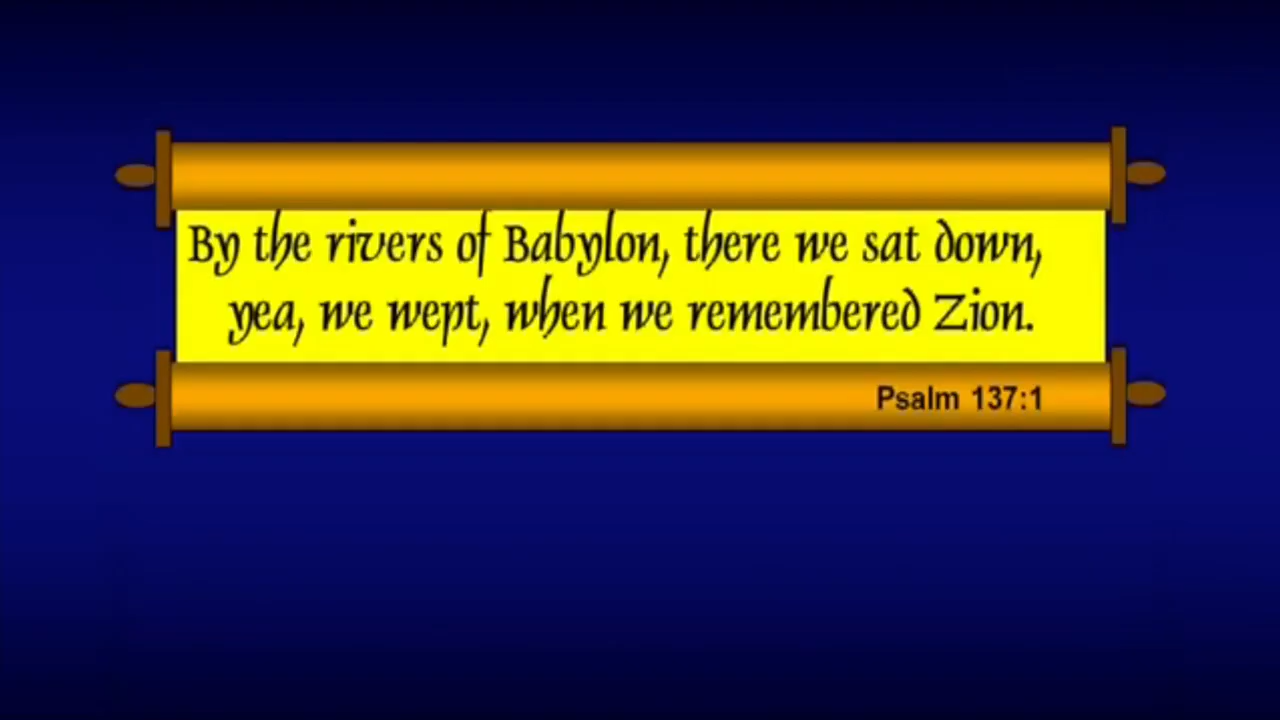 By the rivers of Babylon, there we sat down,
yea, we wept, when we remembered Zion.
Psalm 137:1